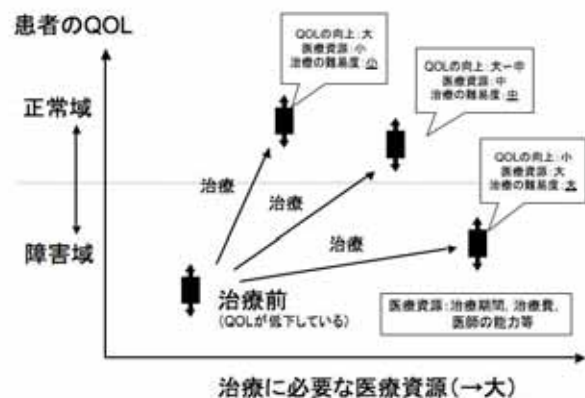 患者のQOL
QOLの向上:大
医療資源:小
治療の難易度:小
QOLの向上:大ー中
医療資源:中
治療の難易度:中
正常域
QOLの向上:小
医療資源:大
治療の難易度:大
治療
治療
治療
障害域
治療前
(QOLが低下している)
医療資源:治療期間, 治療費,
医師の能力等
治療に必要な医療資源(→大)